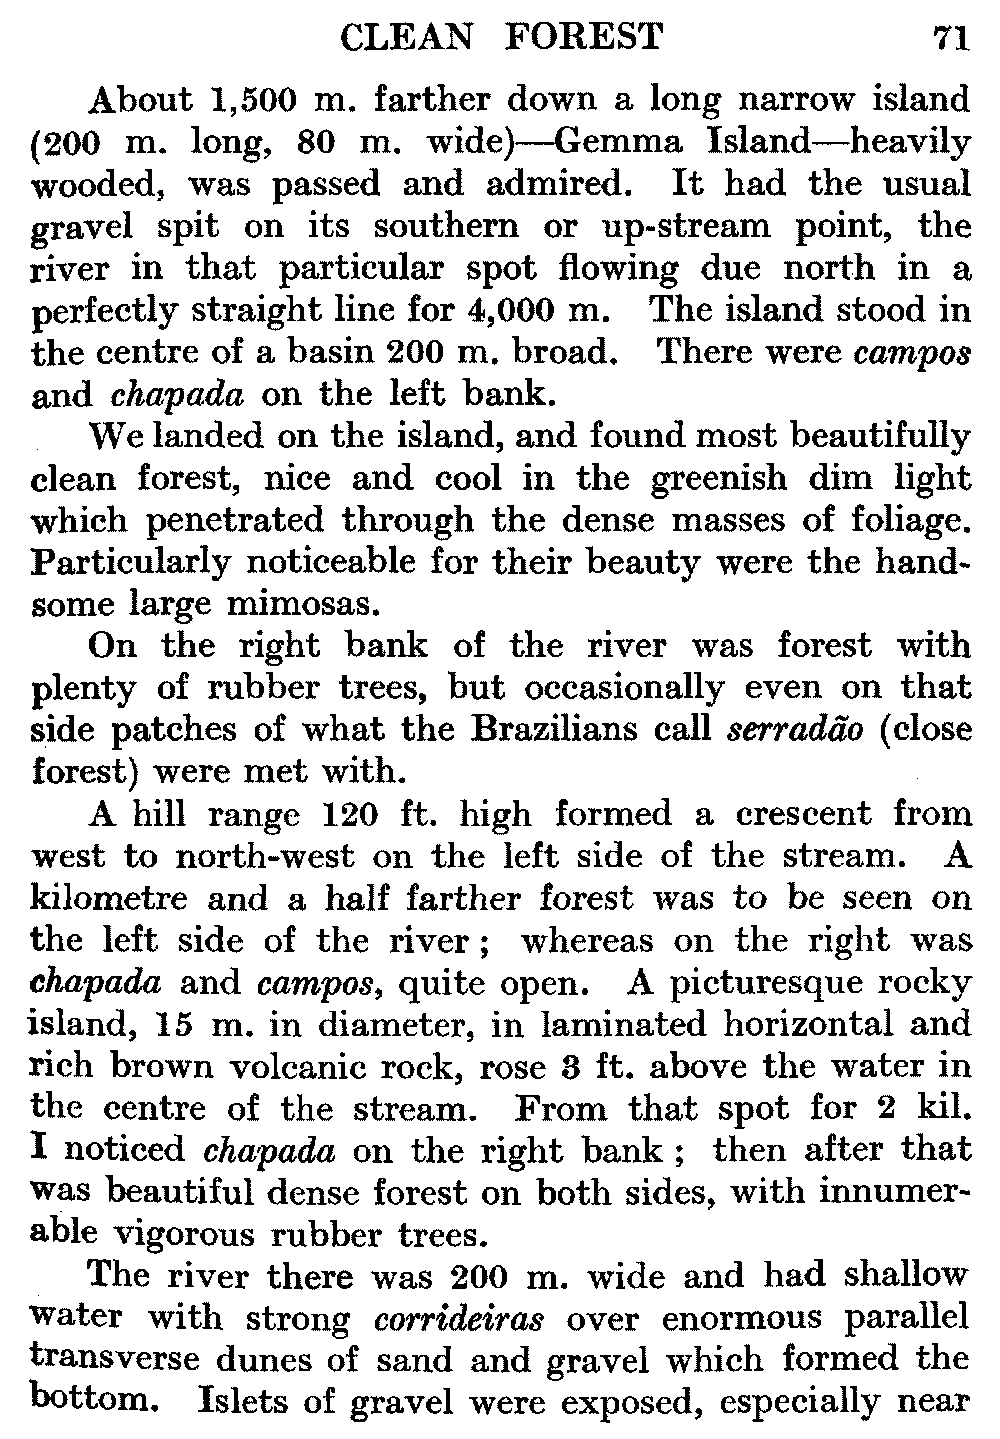 CLEAN FOREST 71
About 1,500 m. farther down a long narrow island
(200 m. long, 80 m. wide)—Gemma Island—heavily
wooded, was passed and admired. It had the usual
gravel spit on its southern or up-stream point, the
river in that particular spot flowing due north in a
perfectly straight line for 4,000 m. The island stood in
the centre of a basin 200 m. broad. There were campos
and chapada on the left bank.
We landed on the island, and found most beautifully
clean forest, nice and cool in the greenish dim light
which penetrated through the dense masses of foliage.
Particularly noticeable for their beauty were the hand-
some large mimosas.
On the right bank of the river was forest with
plenty of rubber trees, but occasionally even on that
side patches of what the Brazilians call serradão (close
forest) were met with.
A hill range 120 ft. high formed a crescent from
west to north-west on the left side of the stream. A
kilometre and a half farther forest was to be seen on
the left side of the river; whereas on the right was
chapada and campos, quite open. A picturesque rocky
island, 15 m. in diameter, in laminated horizontal and
rich brown volcanic rock, rose 3 ft. above the water in
the centre of the stream. From that spot for 2 kil.
I noticed chapada on the right bank; then after that
was beautiful dense forest on both sides, with innumer-
able vigorous rubber trees.
The river there was 200 m. wide and had shallow
water with strong corrideiras over enormous parallel
transverse dunes of sand and gravel which formed the
bottom. Islets of gravel were exposed, especially near